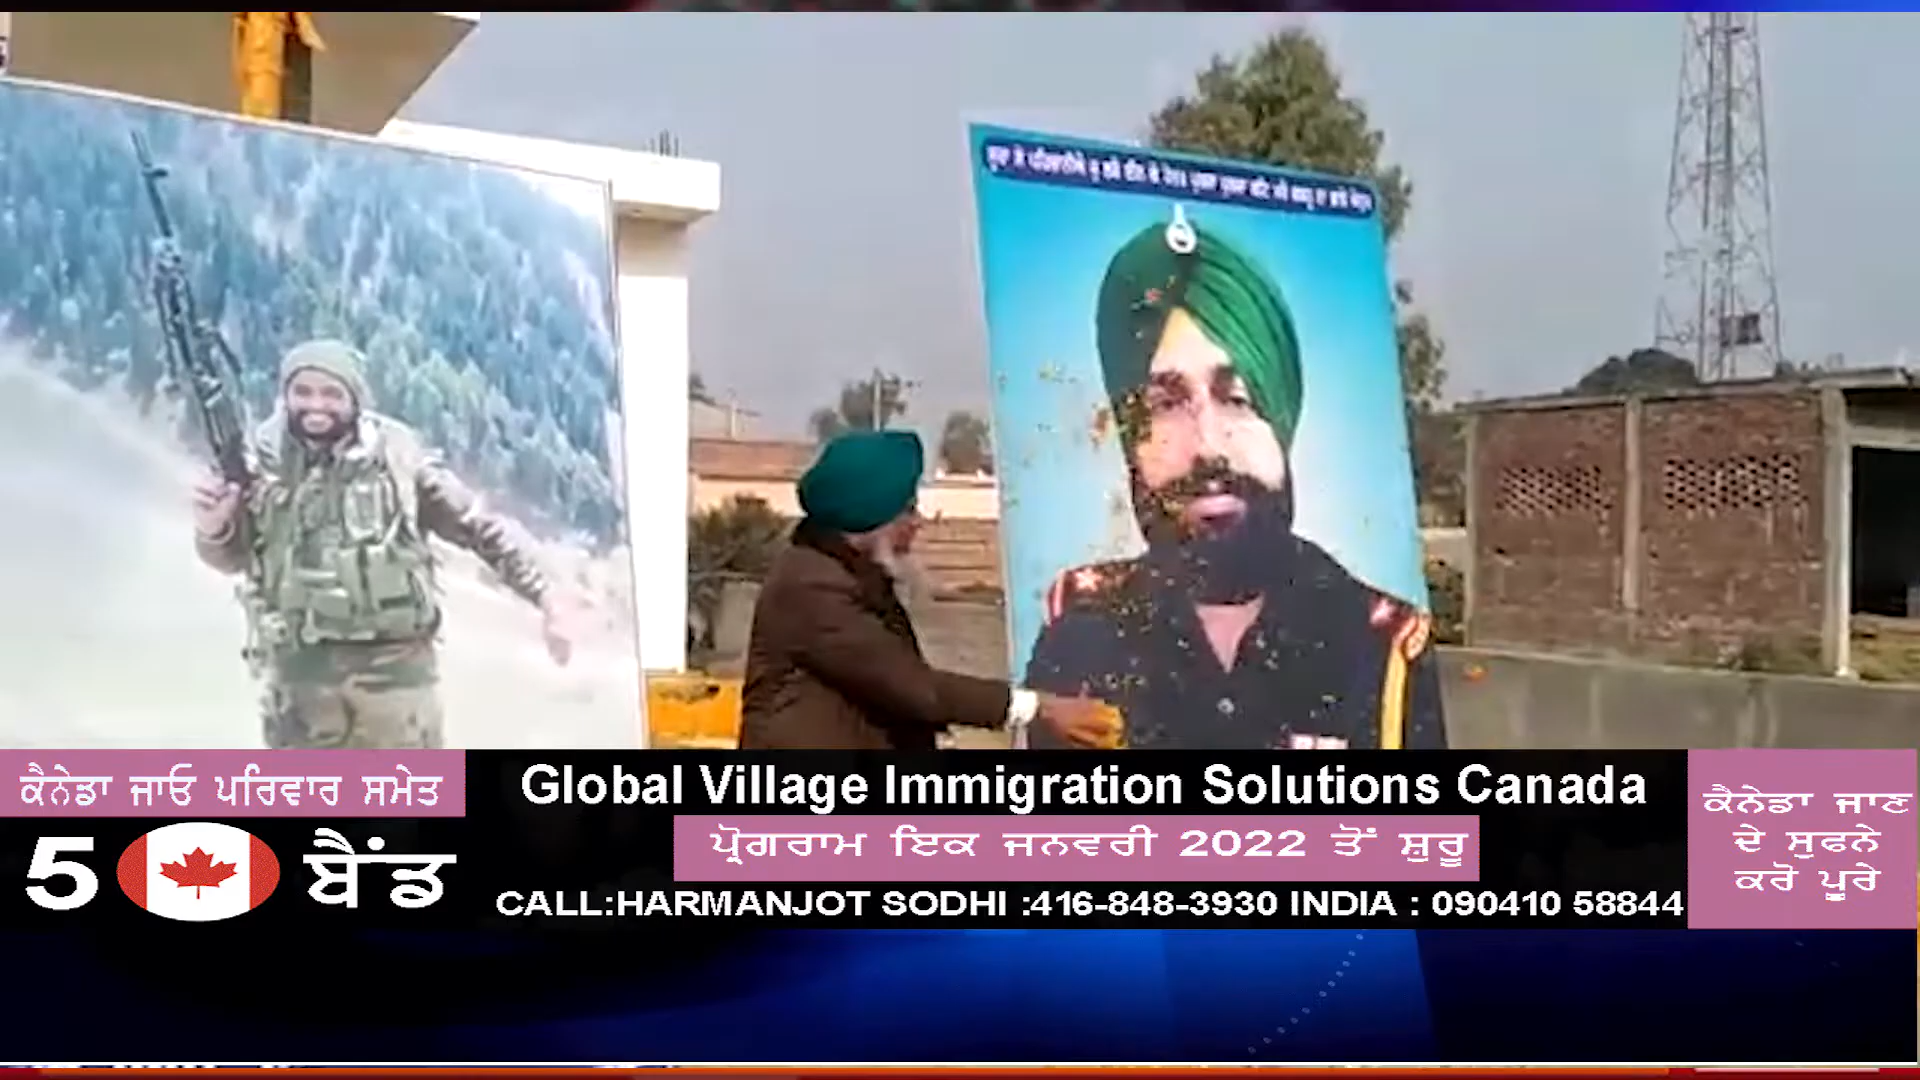 ਕੈਨੇਡਾ ਜਾਓ ਪਰਿਵਾਰ ਸਮੇਤ
5 ਬੈਂਡ
Global Village Immigration Solutions Canada
ਪ੍ਰੋਗਰਾਮ ਇਕ ਜਨਵਰੀ 2022 ਤੋਂ ਸ਼ੁਰੂ
CALL:HARMANJOT SODHI :416-848-3930 INDIA : 090410 58844
ਕੈਨੇਡਾ ਜਾਣ
ਦੇ ਸੁਫਨੇ
ਕਰੋ ਪੂਰੇ